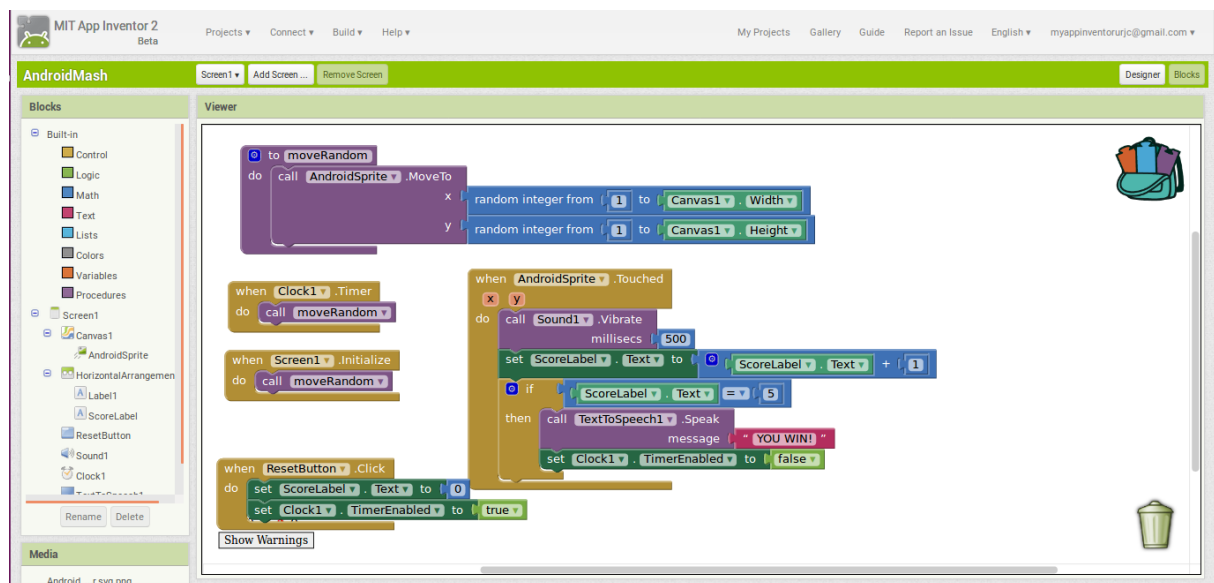 MIT App Inventor 2
Beta
Projects Connect Build Help
My Projects Gallery Guide Report an Issue English myappinventorurjc@gmail.com
AndroidMash
Screen1 Add Screen ... Remove Screen
Designer Blocks
Blocks
Viewer
Built-in
Control
Logic
Math
Text
Lists
Colors
Variables
Procedures
Screen1
Canvas1
AndroidSprite
HorizontalArrangemen
Label1
ScoreLabel
ResetButton
Sound1
Clock1
Rename Delete
Media
to moveRandom
do call AndroidSprite .MoveTo
x random integer from 1 to Canvas1 . Width
y random integer from 1 to Canvas1 . Height
when Clock1 .Timer
do call moveRandom
when Screen1 .Initialize
do call moveRandom
when AndroidSprite .Touched
x y
do call Sound1 .Vibrate
millisecs 500
set ScoreLabel . Text to ScoreLabel . Text + 1
if ScoreLabel . Text = 5
then call TextToSpeech1 .Speak
message " YOU WIN! "
set Clock1 . TimerEnabled to false
when ResetButton .Click
do set ScoreLabel . Text to 0
set Clock1 . TimerEnabled to true
Show Warnings